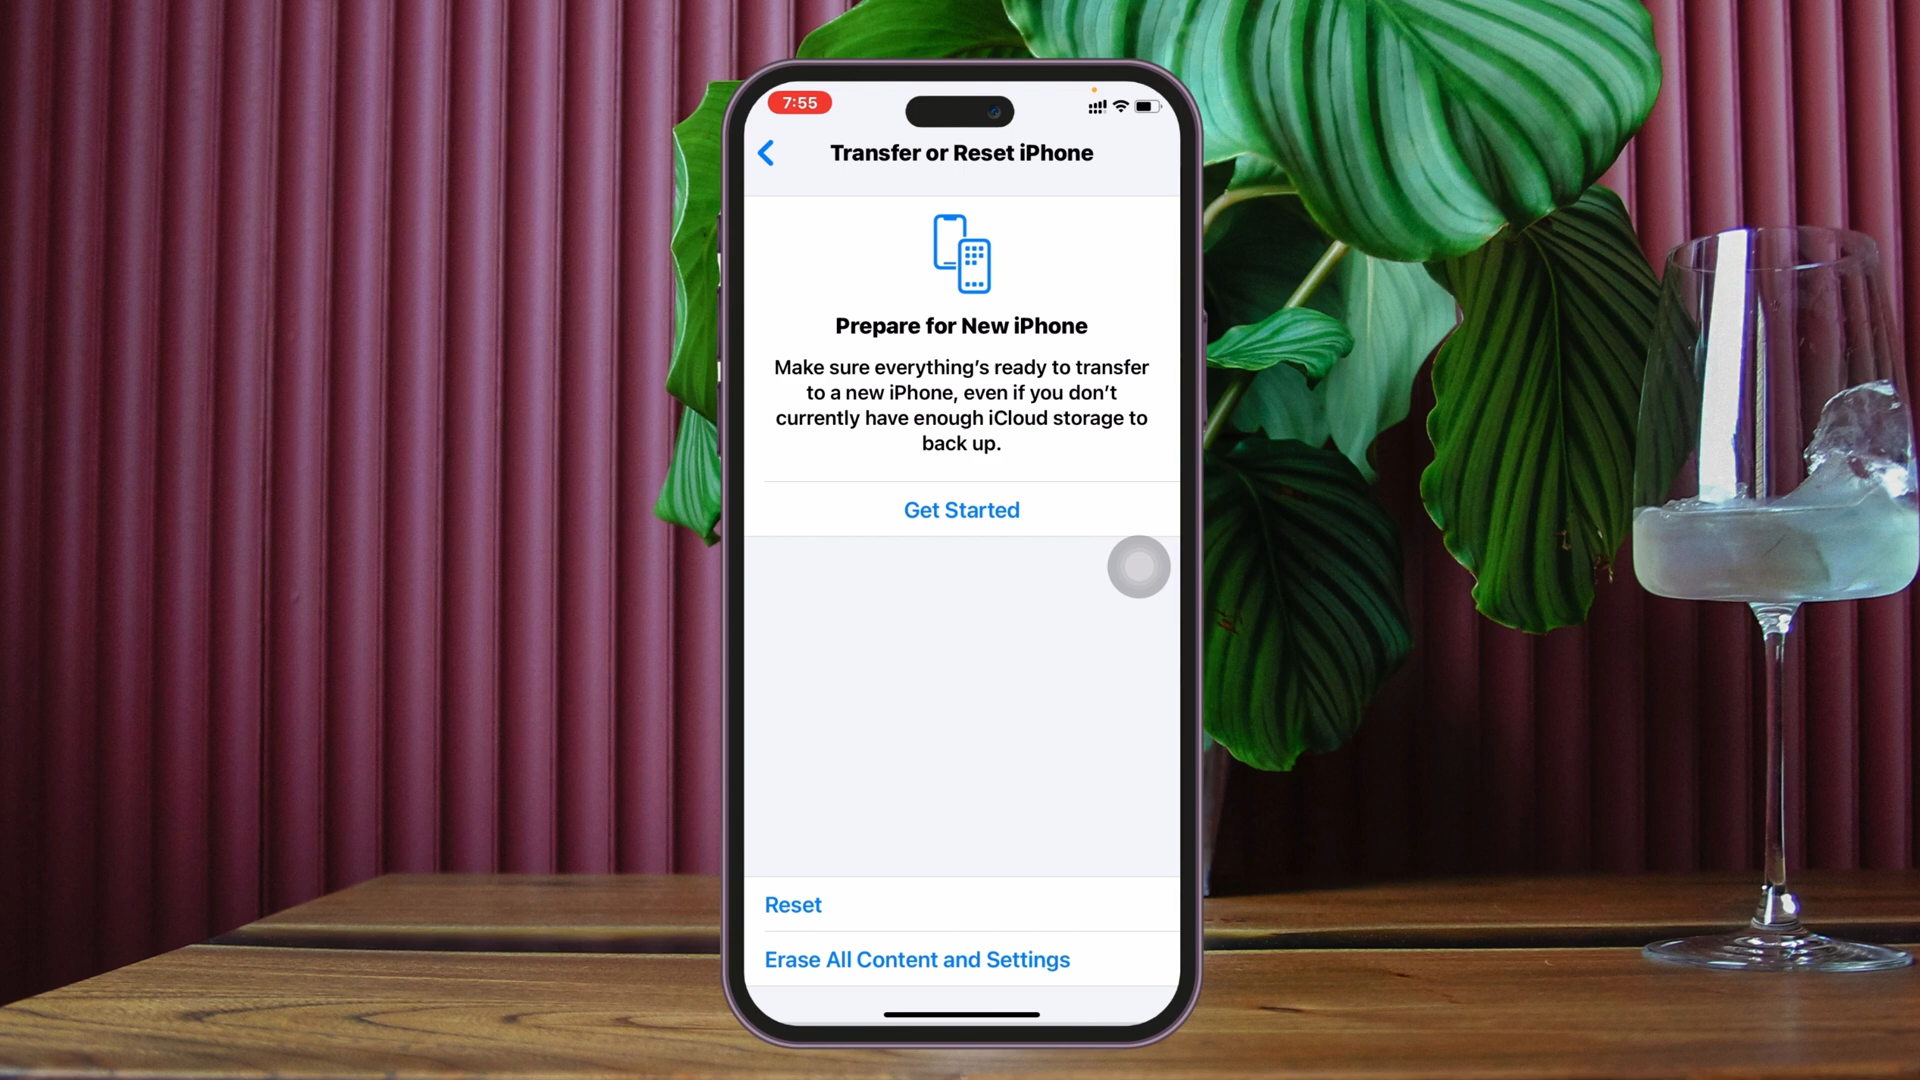 7:55
Transfer or Reset iPhone
Prepare for New iPhone
Make sure everything's ready to transfer
to a new iPhone, even if you don't
currently have enough iCloud storage to
back up.
Get Started
Reset
Erase All Content and Settings